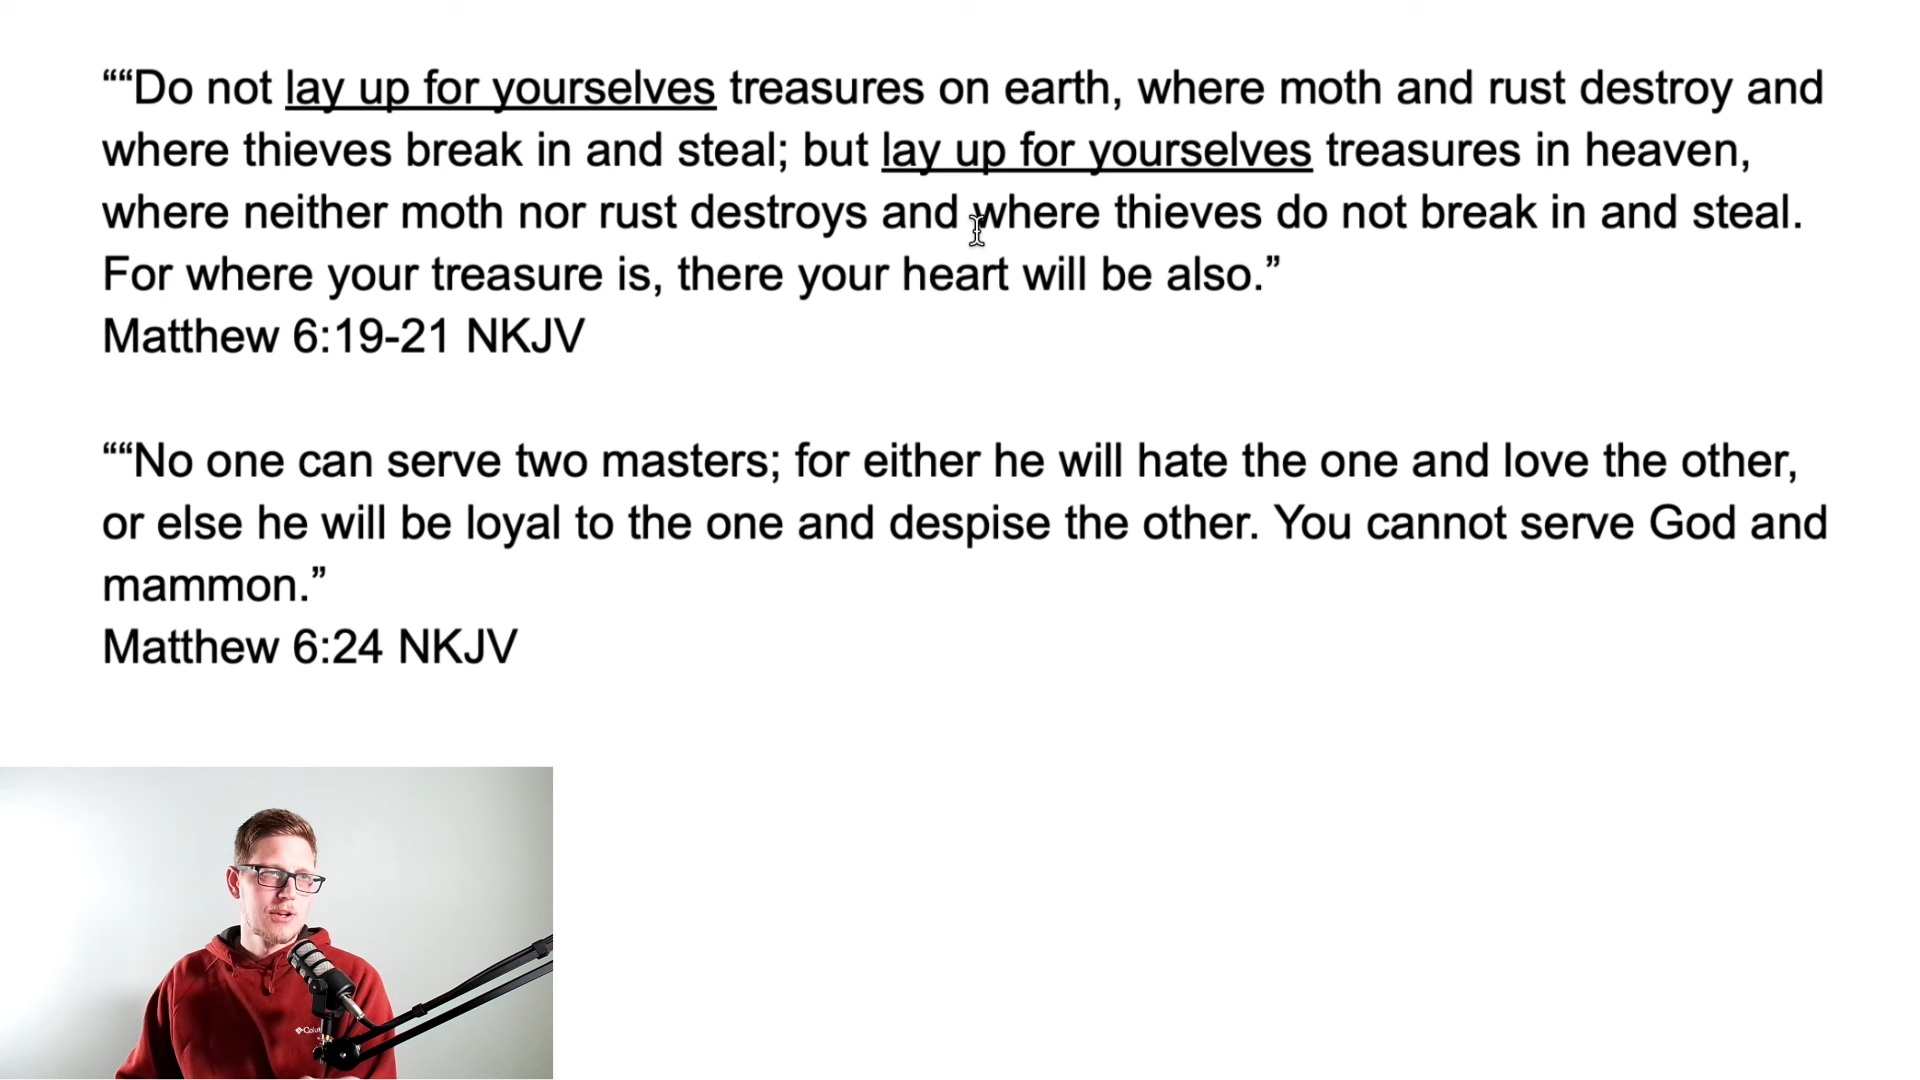 ““Do not lay up for yourselves treasures on earth, where moth and rust destroy and
where thieves break in and steal; but lay up for yourselves treasures in heaven,
where neither moth nor rust destroys and where thieves do not break in and steal.
For where your treasure is, there your heart will be also.”
Matthew 6:19-21 NKJV
““No one can serve two masters; for either he will hate the one and love the other,
or else he will be loyal to the one and despise the other. You cannot serve God and
mammon.”
Matthew 6:24 NKJV